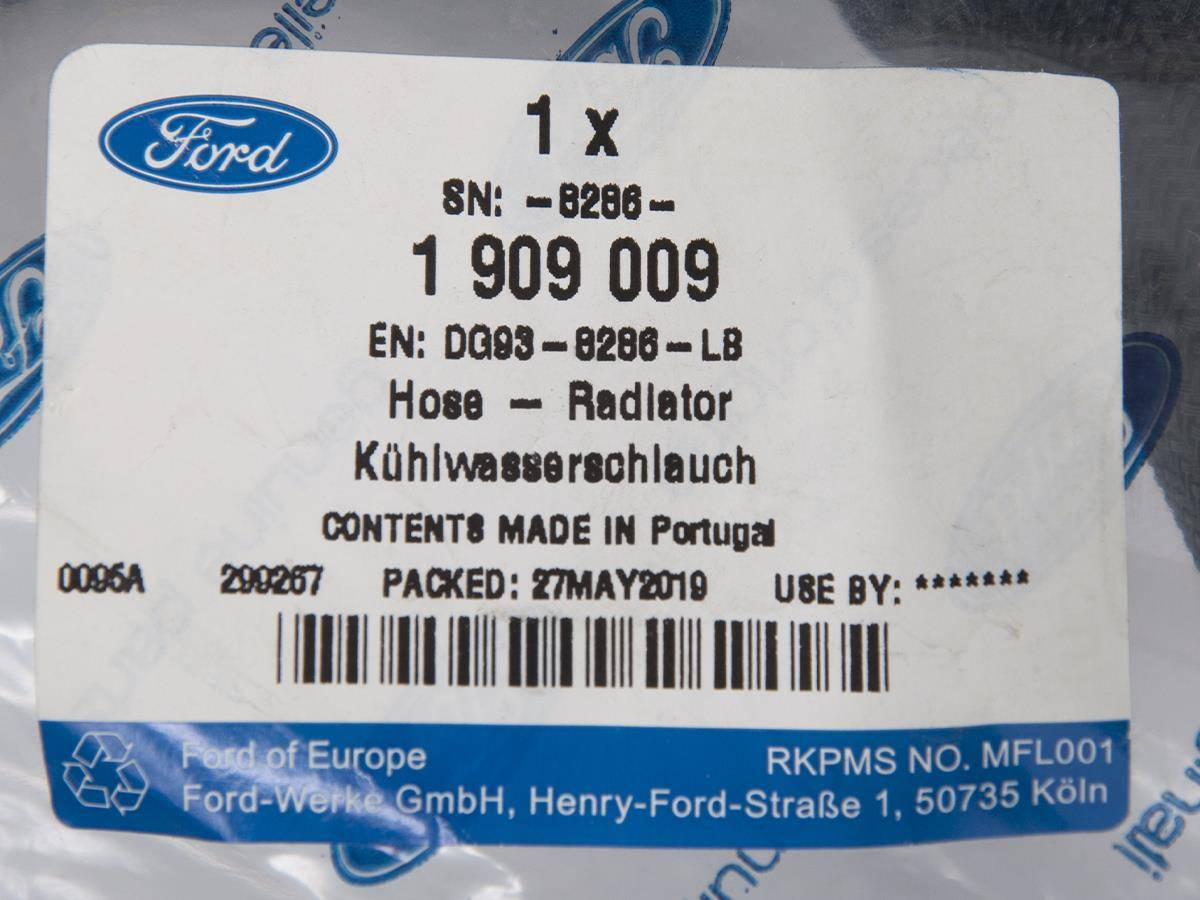 Ford
1 x
SN: -8286-
1 909 009
EN: DG93-8286-LB
Hose - Radiator
Kühlwasserschlauch
CONTENTS MADE IN Portugal
0095A 299267 PACKED: 27MAY2019 USE BY: *******
Ford of Europe
RKPMS NO. MFL001
Ford-Werke GmbH, Henry-Ford-Straße 1, 50735 Köln